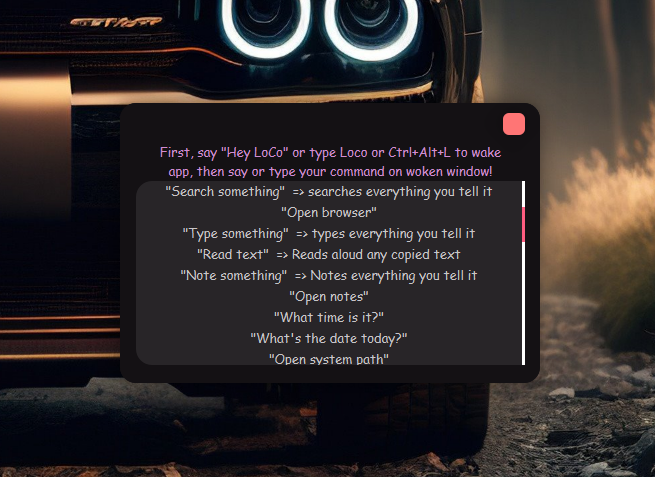 First, say "Hey LoCo" or type Loco or Ctrl+Alt+L to wake
app, then say or type your command on woken window!
"Search something" => searches everything you tell it
"Open browser"
"Type something" => types everything you tell it
"Read text" => Reads aloud any copied text
"Note something" => Notes everything you tell it
"Open notes"
"What time is it?"
"What's the date today?"
"Open system path"